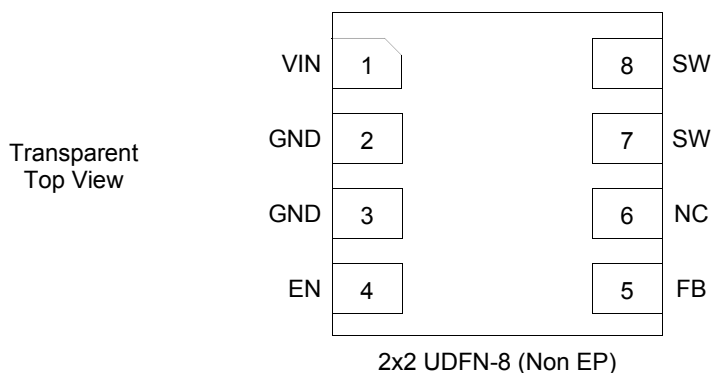 VIN 1 8 SW
GND 2 7 SW
Transparent
Top View
GND 3 6 NC
EN 4 5 FB
2x2 UDFN-8 (Non EP)